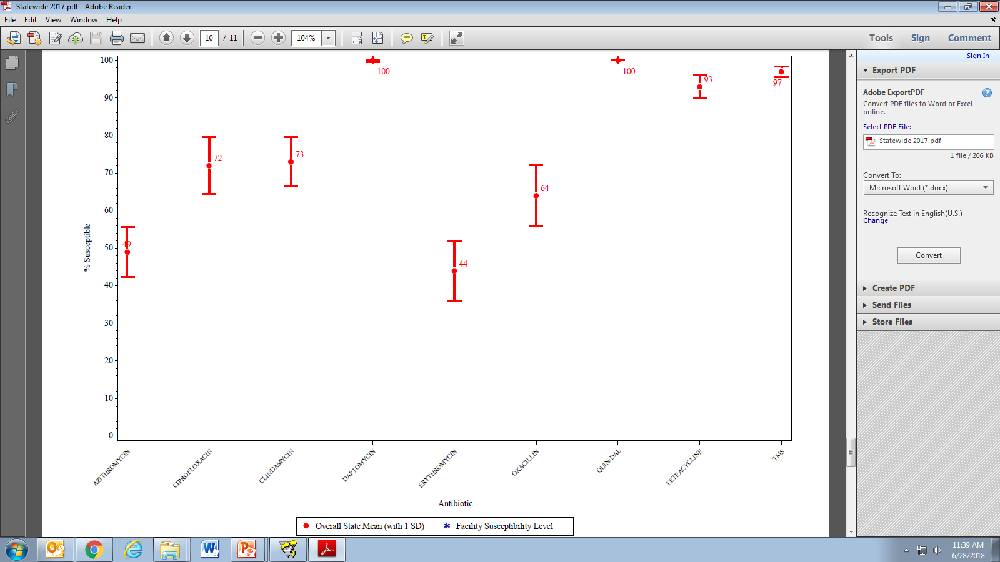 Statewide 2017.pdf - Adobe Reader
File Edit View Window Help
10 / 11 104% Tools Sign Comment
Sign In
Export PDF
Adobe ExportPDF
Convert PDF files to Word or Excel
online.
Select PDF File:
Statewide 2017.pdf
1 file / 206 KB
Convert To:
Microsoft Word (*.docx)
Recognize Text in English(U.S.)
Change
Convert
Create PDF
Send Files
Store Files
% Susceptible
100
90
80
70
60
50
40
30
20
10
0
49
72
73
100
44
64
100
93
97
AZITHROMYCIN
CIPROFLOXACIN
CLINDAMYCIN
DAPTOMYCIN
ERYTHROMYCIN
OXACILLIN
QUIN/DAL
TETRACYCLINE
TMS
Antibiotic
Overall State Mean (with 1 SD) * Facility Susceptibility Level
11:39 AM
6/28/2018